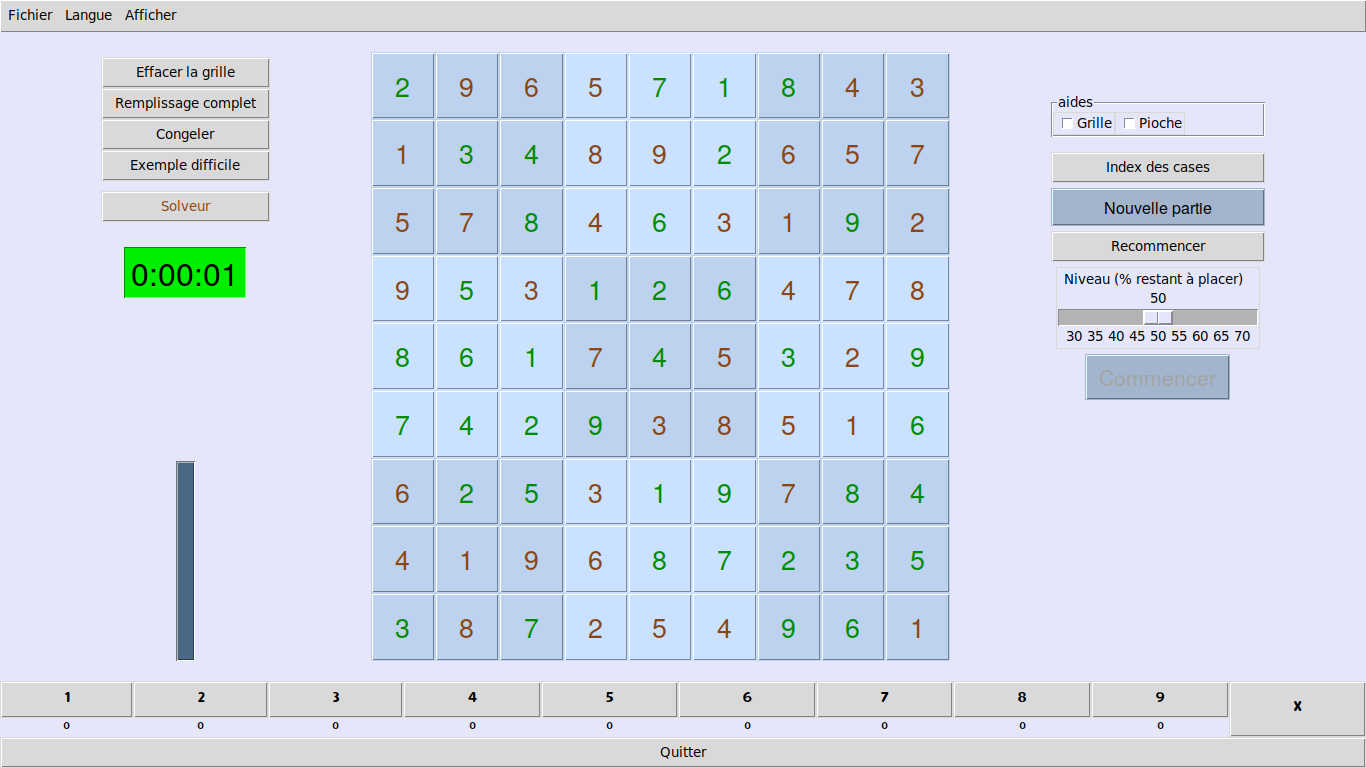 Fichier Langue Afficher
Effacer la grille
Remplissage complet
Congeler
Exemple difficile
Solveur
0:00:01
2 9 6 5 7 1 8 4 3
1 3 4 8 9 2 6 5 7
5 7 8 4 6 3 1 9 2
9 5 3 1 2 6 4 7 8
8 6 1 7 4 5 3 2 9
7 4 2 9 3 8 5 1 6
6 2 5 3 1 9 7 8 4
4 1 9 6 8 7 2 3 5
3 8 7 2 5 4 9 6 1
aides
Grille Pioche
Index des cases
Nouvelle partie
Recommencer
Niveau (% restant à placer)
50
30 35 40 45 50 55 60 65 70
Commencer
1 2 3 4 5 6 7 8 9 x
0 0 0 0 0 0 0 0 0
Quitter